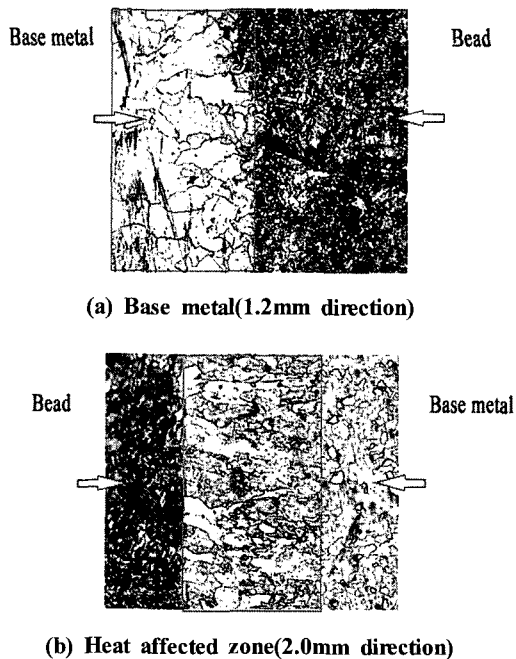 Base metal
Bead
(a) Base metal(1.2mm direction)
Bead
Base metal
(b) Heat affected zone(2.0mm direction)